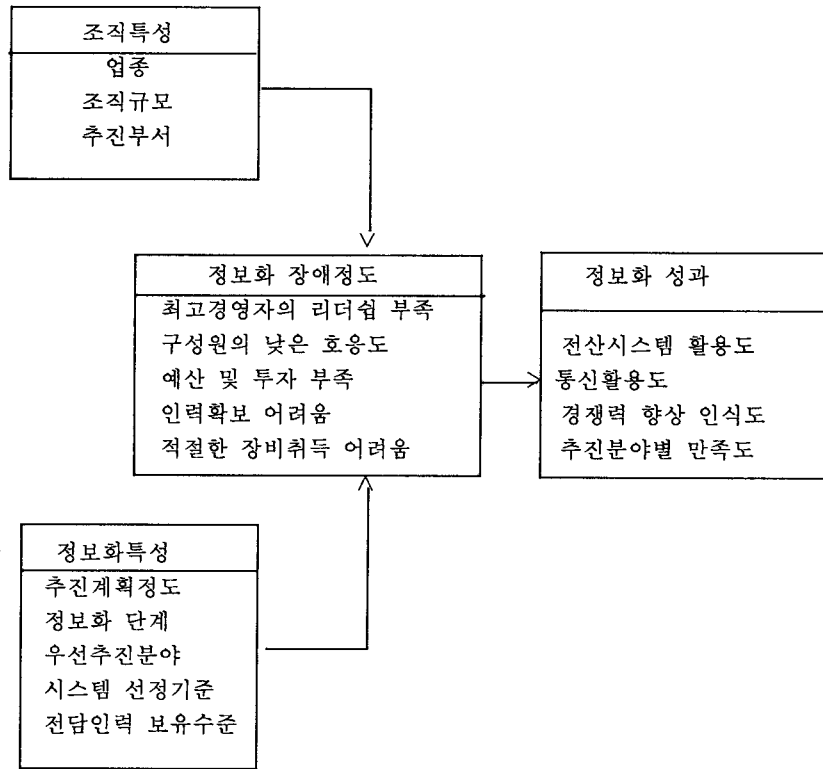 조직특성
업종
조직규모
추진부서
정보화 장애정도
최고경영자의 리더쉽 부족
구성원의 낮은 호응도
예산 및 투자 부족
인력확보 어려움
적절한 장비취득 어려움
정보화 성과
전산시스템 활용도
통신활용도
경쟁력 향상 인식도
추진분야별 만족도
정보화특성
추진계획정도
정보화 단계
우선추진분야
시스템 선정기준
전담인력 보유수준